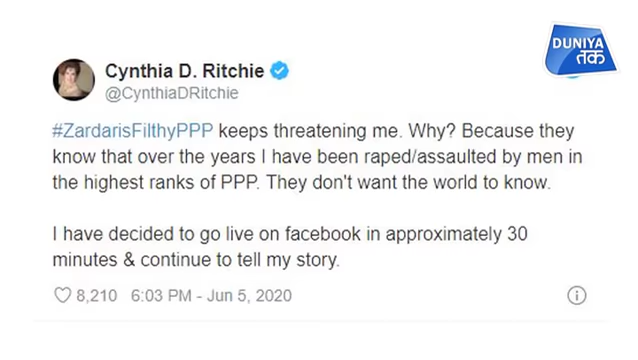 DUNIYA
तक
Cynthia D. Ritchie
@CynthiaDRitchie
#ZardarisFilthyPPP keeps threatening me. Why? Because they
know that over the years I have been raped/assaulted by men in
the highest ranks of PPP. They don't want the world to know.
I have decided to go live on facebook in approximately 30
minutes & continue to tell my story.
8,210 6:03 PM - Jun 5, 2020